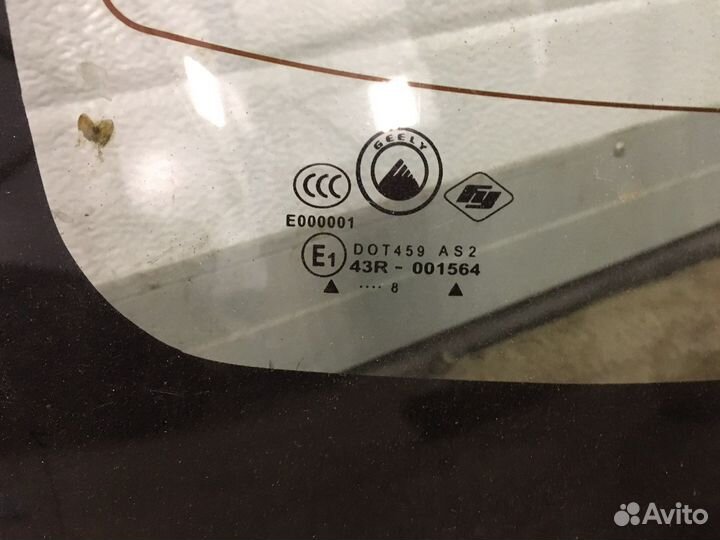 GEELY
CCC
E000001
E1
DOT459 AS2
43R - 001564
.... 8
Avito